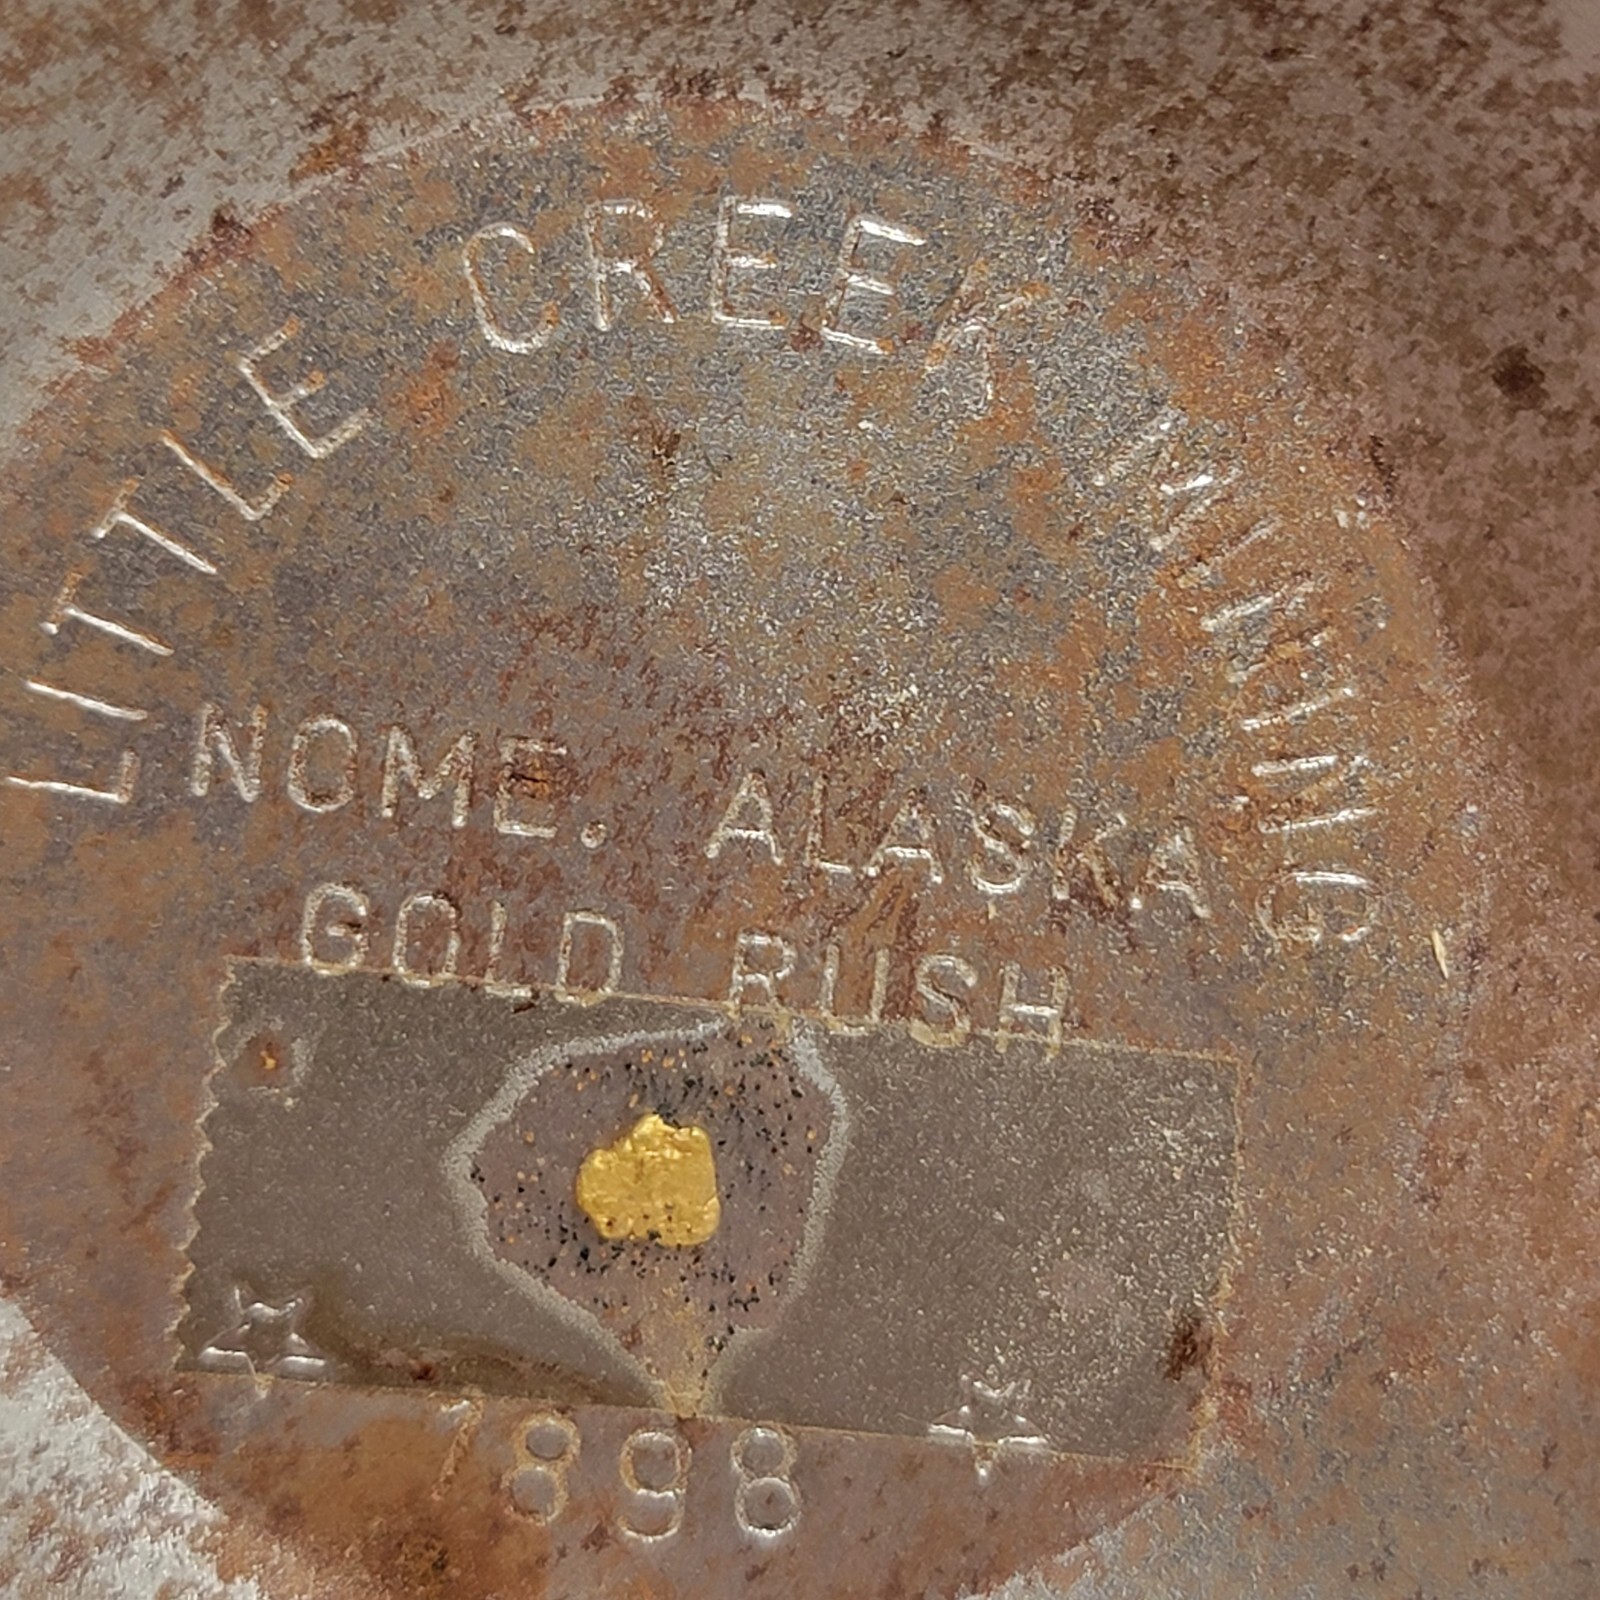 LITTLE CREEK MINING
NOME. ALASKA
GOLD RUSH
1898